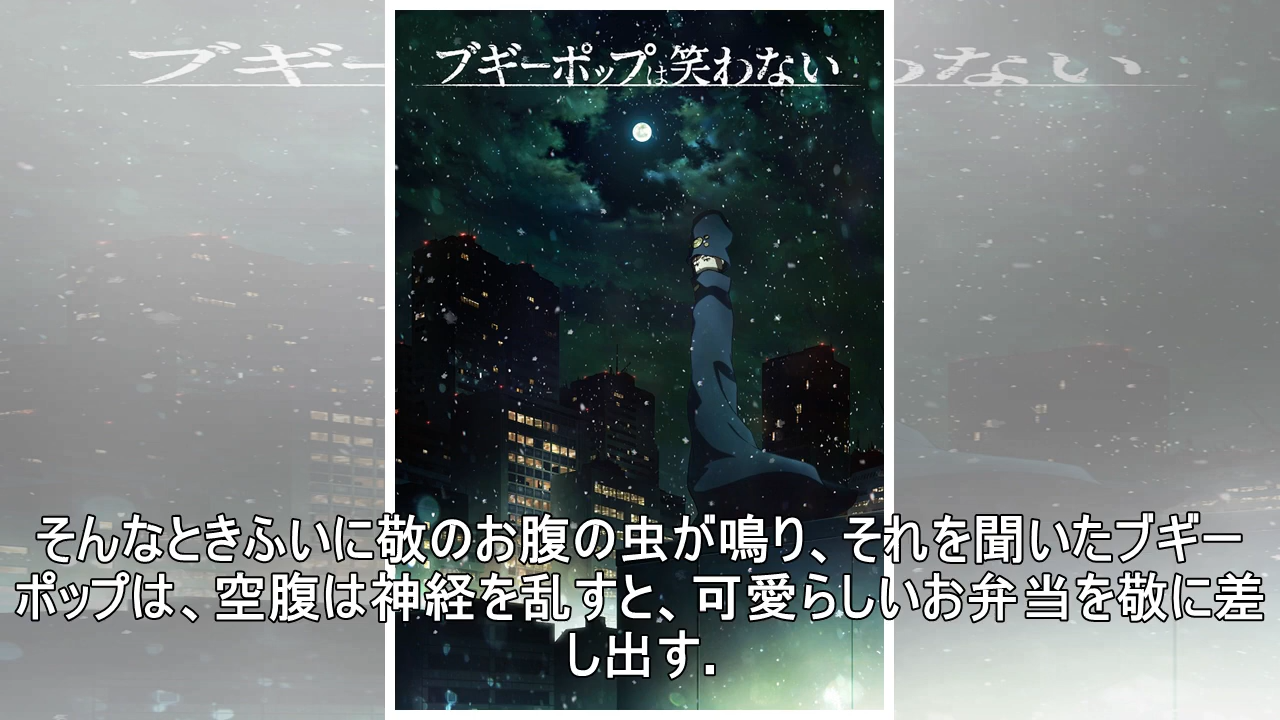 ブギーポップは笑わない
そんなときふいに敬のお腹の虫が鳴り、それを聞いたブギー
ポップは、空腹は神経を乱すと、可愛らしいお弁当を敬に差
し出す.